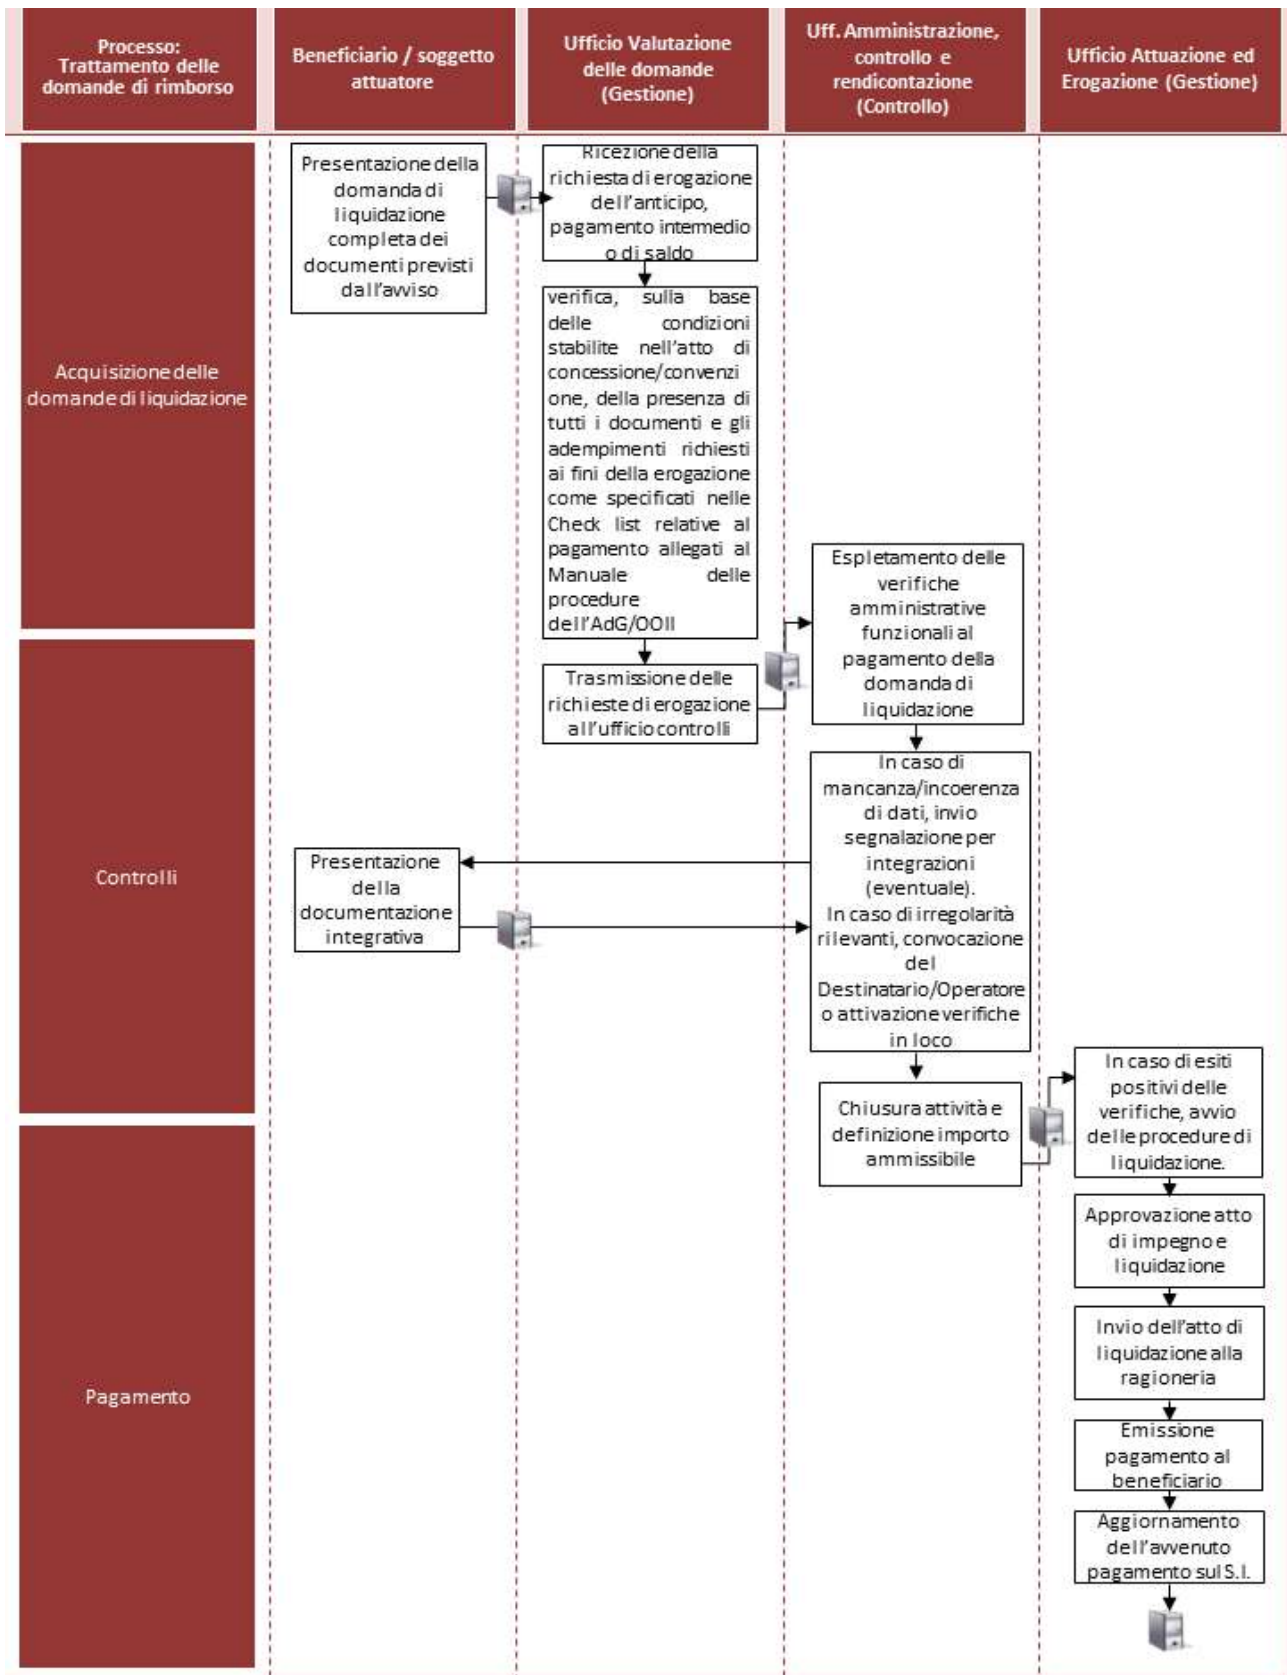 Processo:
Trattamento delle
domande di rimborso
Beneficiario / soggetto
attuatore
Ufficio Valutazione
delle domande
(Gestione)
Uff. Amministrazione,
controllo e
rendicontazione
(Controllo)
Ufficio Attuazione ed
Erogazione (Gestione)
Acquisizione delle
domande di liquidazione
Presentazione della
domanda di
liquidazione
completa dei
documenti previsti
dall'avviso
Ricezione della
richiesta di erogazione
dell'anticipo,
pagamento intermedio
o di saldo
verifica, sulla base
delle condizioni
stabilite nell'atto di
concessione/convenzi
one, della presenza di
tutti i documenti e gli
adempimenti richiesti
ai fini della erogazione
come specificati nelle
Check list relative al
pagamento allegati al
Manuale delle
procedure
dell'AdG/OOII
Trasmissione delle
richieste di erogazione
all'ufficio controlli
Espletamento delle
verifiche
amministrative
funzionali al
pagamento della
domanda di
liquidazione
Controlli
In caso di
mancanza/incoerenza
di dati, invio
segnalazione per
integrazioni
(eventuale).
In caso di irregolarità
rilevanti, convocazione
del
Destinatario/Operatore
o attivazione verifiche
in loco
Presentazione
della
documentazione
integrativa
Chiusura attività e
definizione importo
ammissibile
In caso di esiti
positivi delle
verifiche, avvio
delle procedure di
liquidazione.
Pagamento
Approvazione atto
di impegno e
liquidazione
Invio dell'atto di
liquidazione alla
ragioneria
Emissione
pagamento al
beneficiario
Aggiornamento
dell'avvenuto
pagamento sul S.I.